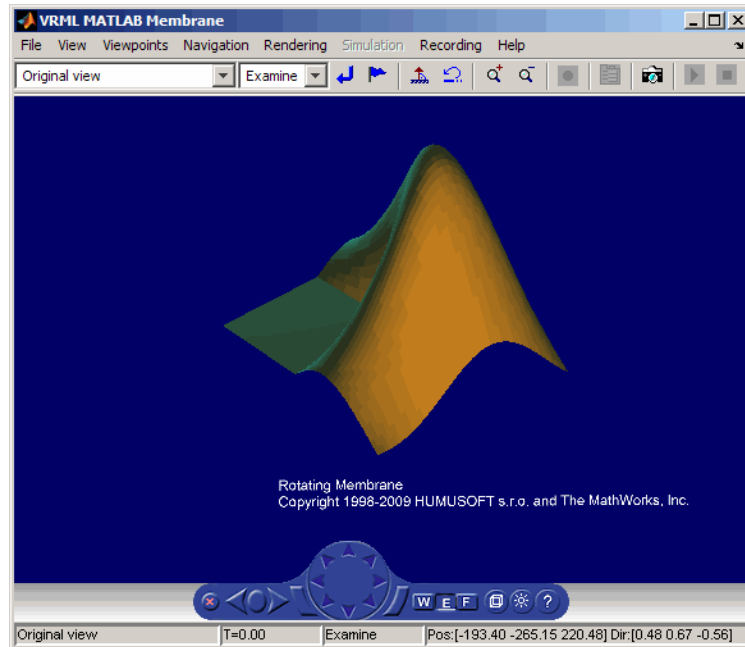 VRML MATLAB Membrane
File View Viewpoints Navigation Rendering Simulation Recording Help
Original view Examine
Rotating Membrane
Copyright 1998-2009 HUMUSOFT s.r.o. and The MathWorks, Inc.
W E F ?
Original view T=0.00 Examine Pos:[-193.40 -265.15 220.48] Dir:[0.48 0.67 -0.56]